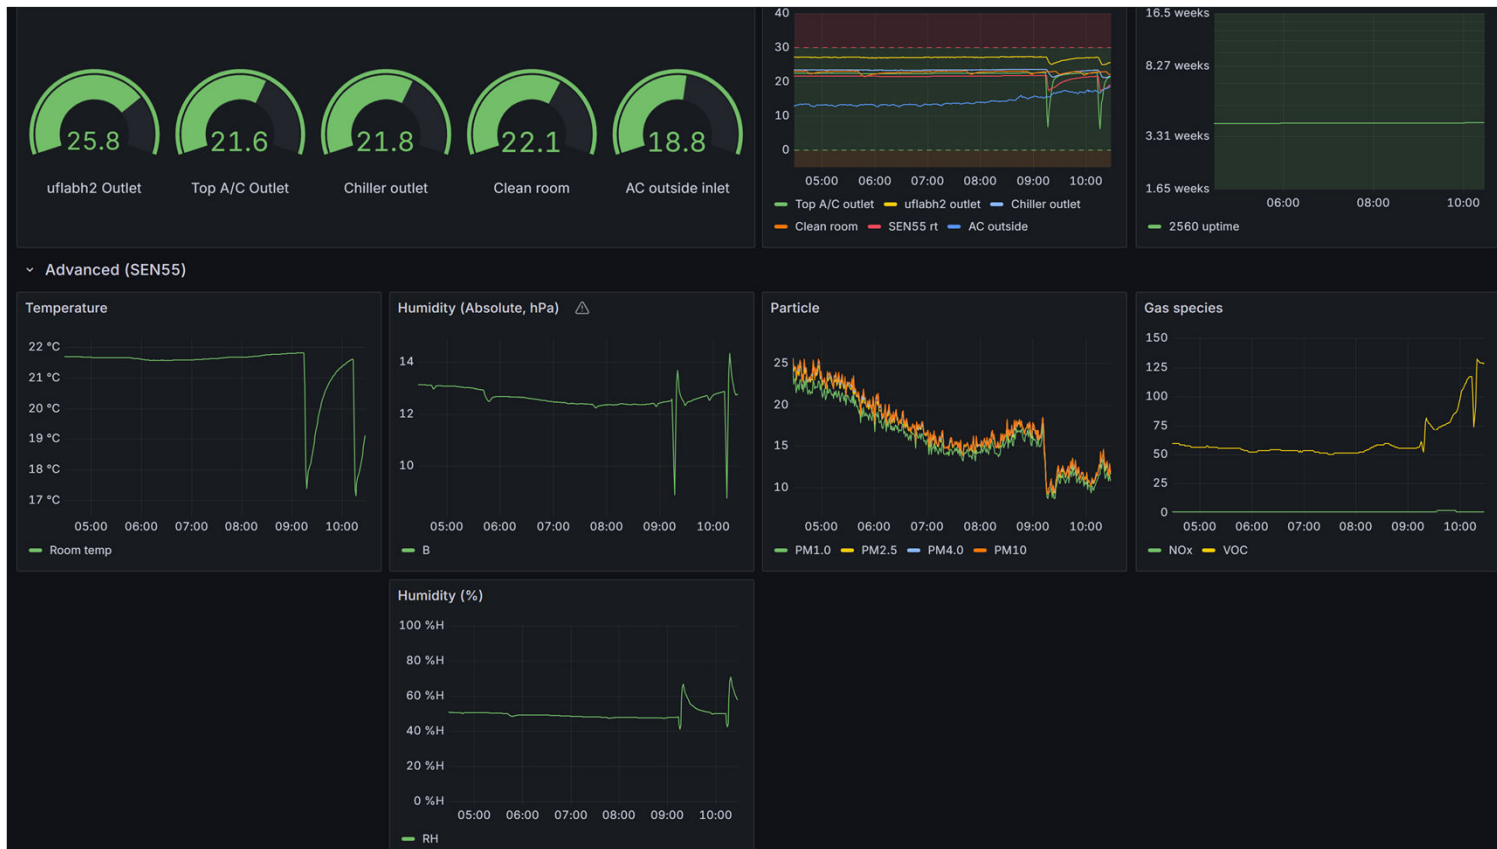 25.8
21.6
21.8
22.1
18.8
uflabh2 Outlet
Top A/C Outlet
Chiller outlet
Clean room
AC outside inlet
40
30
20
10
0
05:00 06:00 07:00 08:00 09:00 10:00
Top A/C outlet uflabh2 outlet Chiller outlet
Clean room SEN55 rt AC outside
16.5 weeks
8.27 weeks
3.31 weeks
1.65 weeks
06:00 08:00 10:00
2560 uptime
Advanced (SEN55)
Temperature
22 °C
21 °C
20 °C
19 °C
18 °C
17 °C
05:00 06:00 07:00 08:00 09:00 10:00
Room temp
Humidity (Absolute, hPa)
14
12
10
05:00 06:00 07:00 08:00 09:00 10:00
B
Particle
25
20
15
10
05:00 06:00 07:00 08:00 09:00 10:00
PM1.0 PM2.5 PM4.0 PM10
Gas species
150
125
100
75
50
25
0
05:00 06:00 07:00 08:00 09:00 10:00
NOx VOC
Humidity (%)
100 %H
80 %H
60 %H
40 %H
20 %H
0 %H
05:00 06:00 07:00 08:00 09:00 10:00
RH